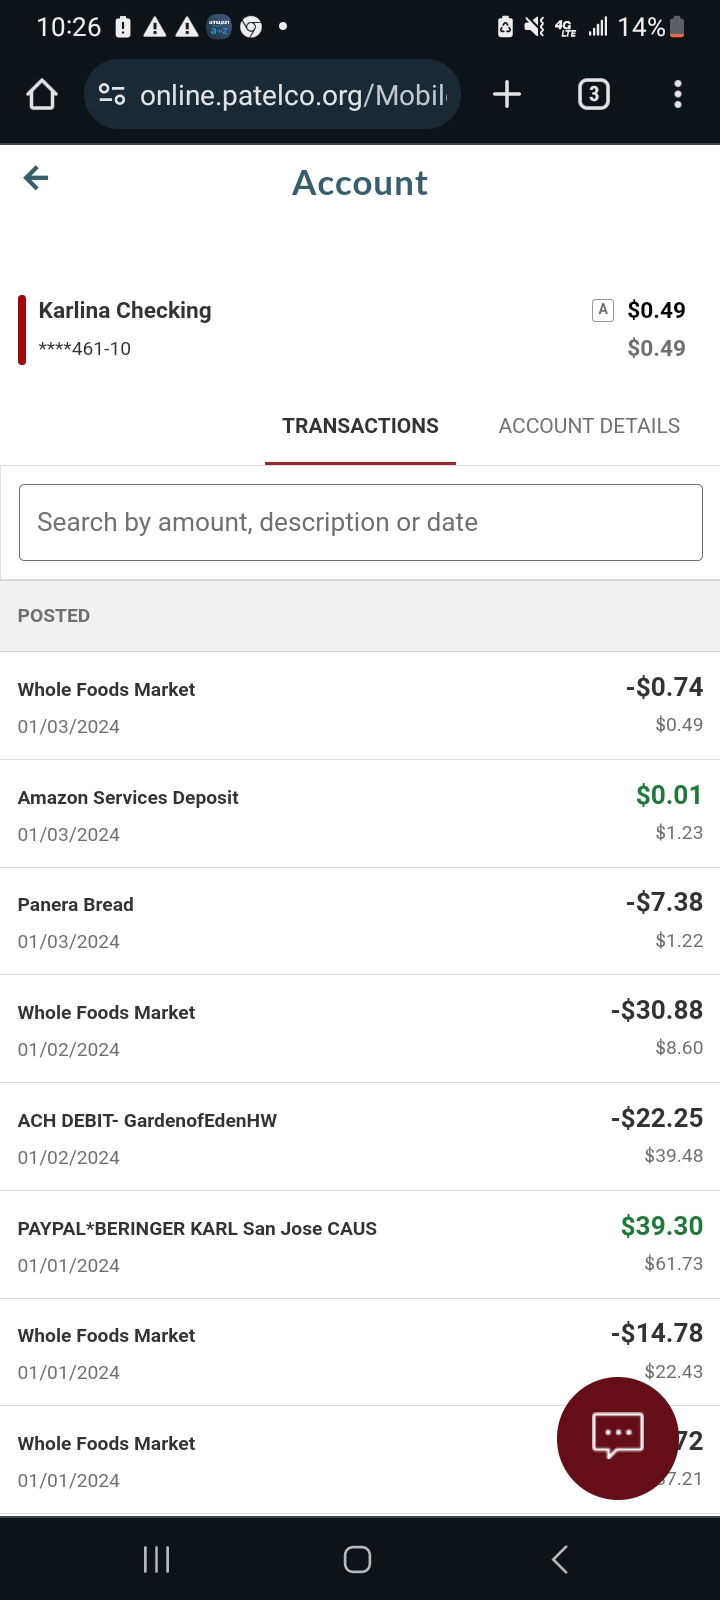 10:26
4G LTE 14%
online.patelco.org/Mobil
3
Account
Karlina Checking A $0.49
****461-10 $0.49
TRANSACTIONS ACCOUNT DETAILS
Search by amount, description or date
POSTED
Whole Foods Market -$0.74
01/03/2024 $0.49
Amazon Services Deposit $0.01
01/03/2024 $1.23
Panera Bread -$7.38
01/03/2024 $1.22
Whole Foods Market -$30.88
01/02/2024 $8.60
ACH DEBIT- GardenofEdenHW -$22.25
01/02/2024 $39.48
PAYPAL*BERINGER KARL San Jose CAUS $39.30
01/01/2024 $61.73
Whole Foods Market -$14.78
01/01/2024 $22.43
Whole Foods Market 72
01/01/2024 7.21